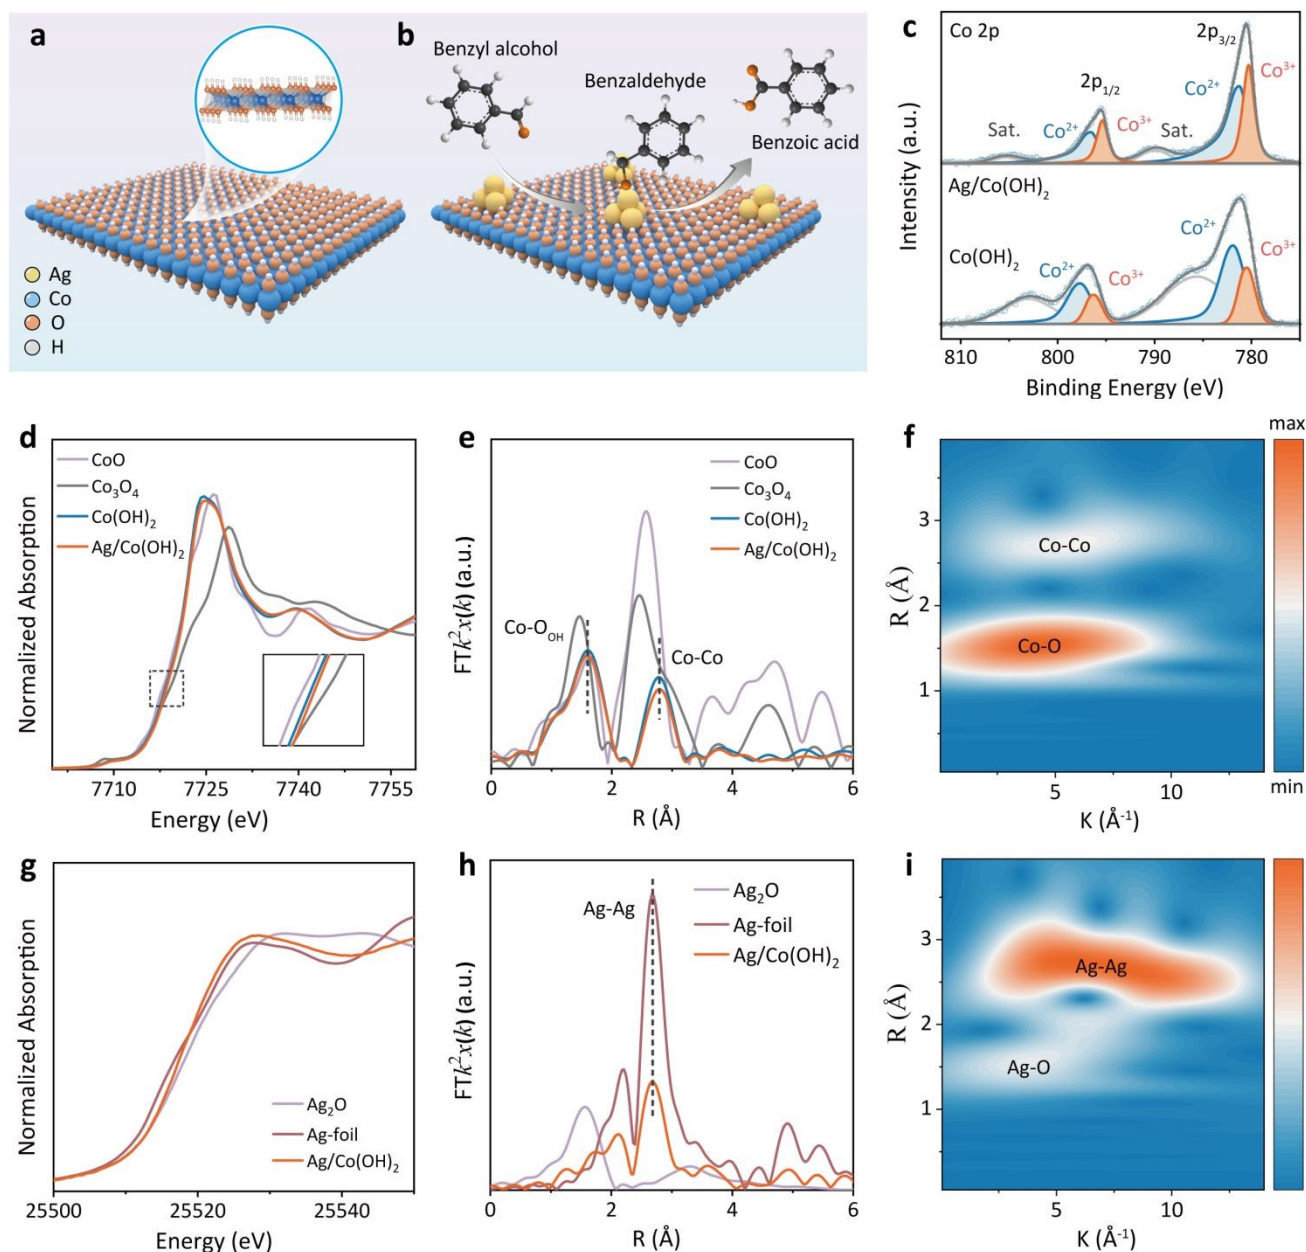 a
Ag
Co
O
H
b
Benzyl alcohol
Benzaldehyde
Benzoic acid
c
Co 2p
2p₃/₂
Co³⁺
Co²⁺
2p₁/₂
Sat.
Co²⁺
Co³⁺
Sat.
Ag/Co(OH)₂
Co²⁺
Co³⁺
Co(OH)₂
Co²⁺
Co³⁺
Intensity (a.u.)
810 800 790 780
Binding Energy (eV)
d
CoO
Co₃O₄
Co(OH)₂
Ag/Co(OH)₂
Normalized Absorption
7710 7725 7740 7755
Energy (eV)
e
CoO
Co₃O₄
Co(OH)₂
Ag/Co(OH)₂
Co-O_OH
Co-Co
FTk²x(k) (a.u.)
0 2 4 6
R (Å)
f
max
Co-Co
Co-O
3
2
1
R (Å)
5 10
min
K (Å⁻¹)
g
Normalized Absorption
Ag₂O
Ag-foil
Ag/Co(OH)₂
25500 25520 25540
Energy (eV)
h
Ag-Ag
Ag₂O
Ag-foil
Ag/Co(OH)₂
FTk²x(k) (a.u.)
0 2 4 6
R (Å)
i
Ag-Ag
Ag-O
3
2
1
R (Å)
5 10
K (Å⁻¹)